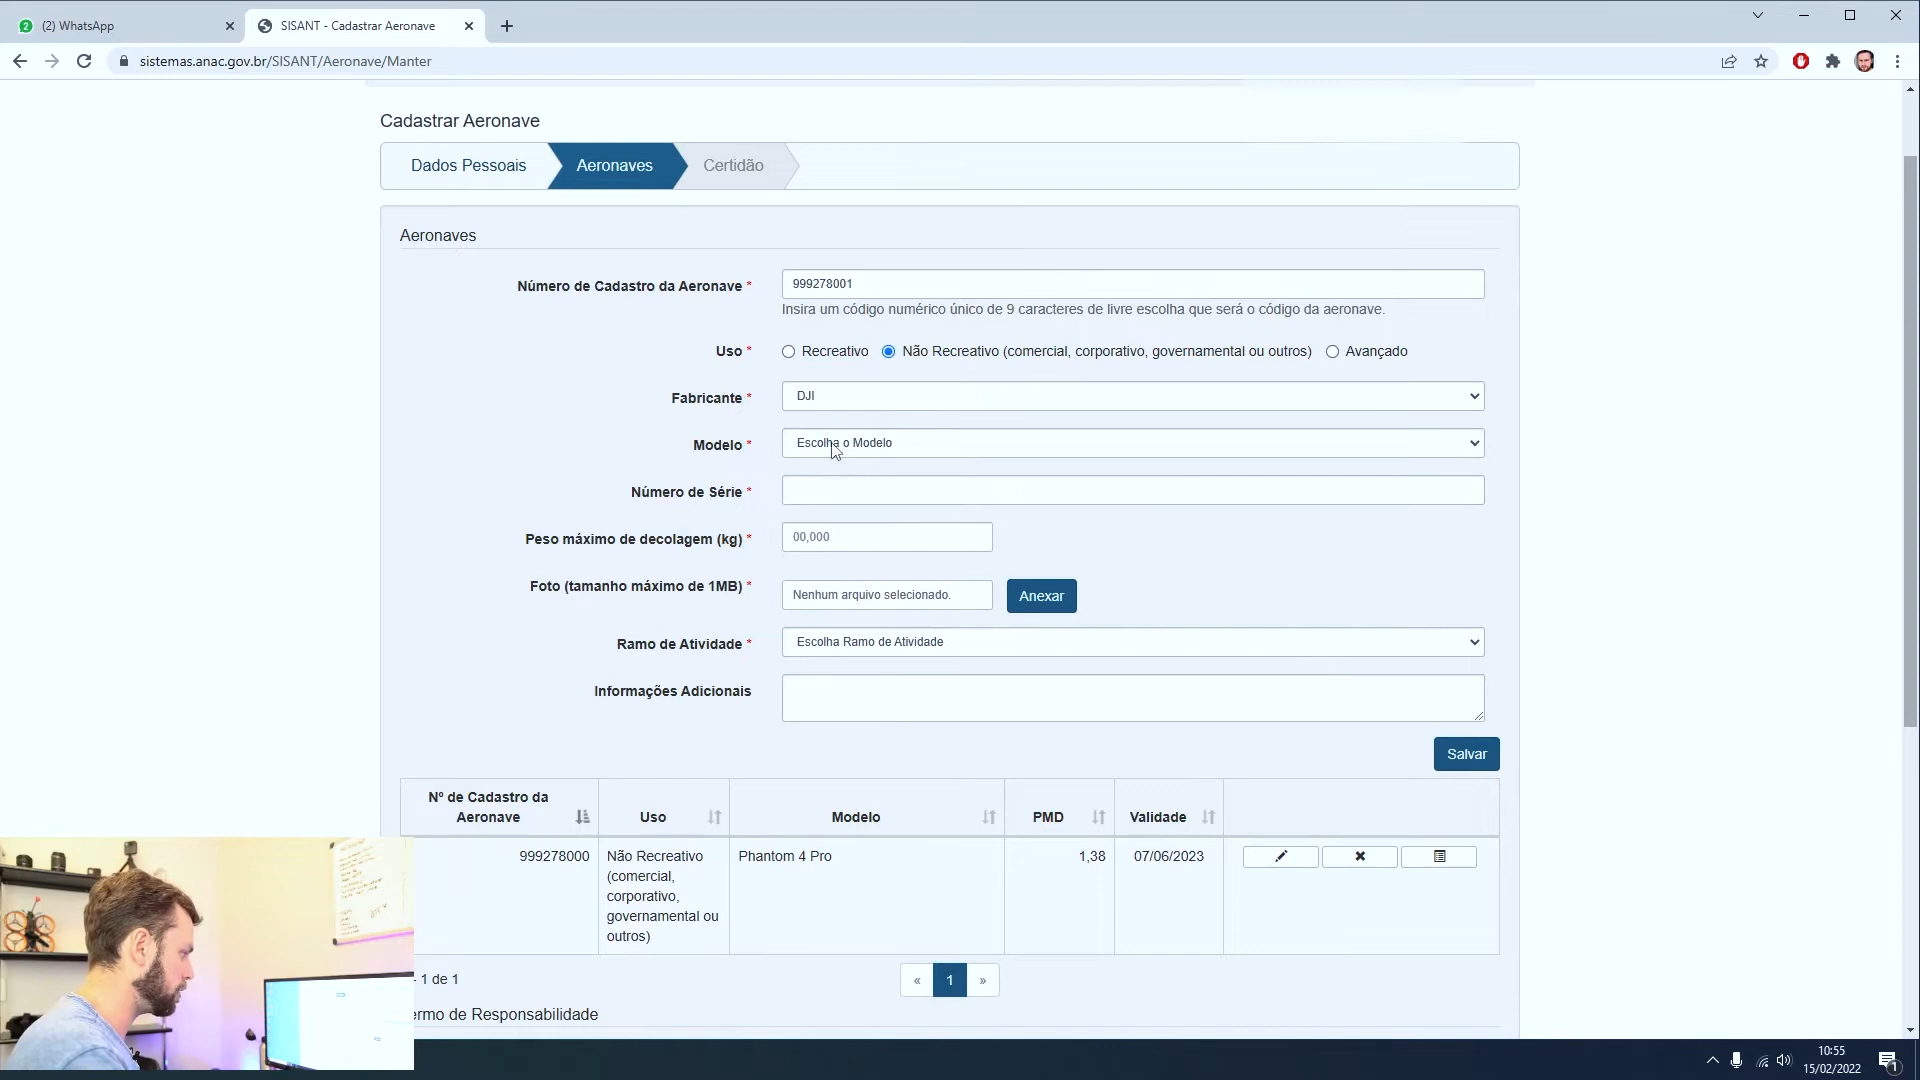 (2) WhatsApp
SISANT - Cadastrar Aeronave
sistemas.anac.gov.br/SISANT/Aeronave/Manter
Cadastrar Aeronave
Dados Pessoais
Aeronaves
Certidão
Aeronaves
Número de Cadastro da Aeronave *
999278001
Insira um código numérico único de 9 caracteres de livre escolha que será o código da aeronave.
Uso *
Recreativo
Não Recreativo (comercial, corporativo, governamental ou outros)
Avançado
Fabricante *
DJI
Modelo *
Escolha o Modelo
Número de Série *
Peso máximo de decolagem (kg) *
00,000
Foto (tamanho máximo de 1MB) *
Nenhum arquivo selecionado.
Anexar
Ramo de Atividade *
Escolha Ramo de Atividade
Informações Adicionais
Salvar
Nº de Cadastro da
Aeronave
Uso
Modelo
PMD
Validade
999278000
Não Recreativo
(comercial,
corporativo,
governamental ou
outros)
Phantom 4 Pro
1,38
07/06/2023
1 de 1
«
1
»
ermo de Responsabilidade
10:55
15/02/2022